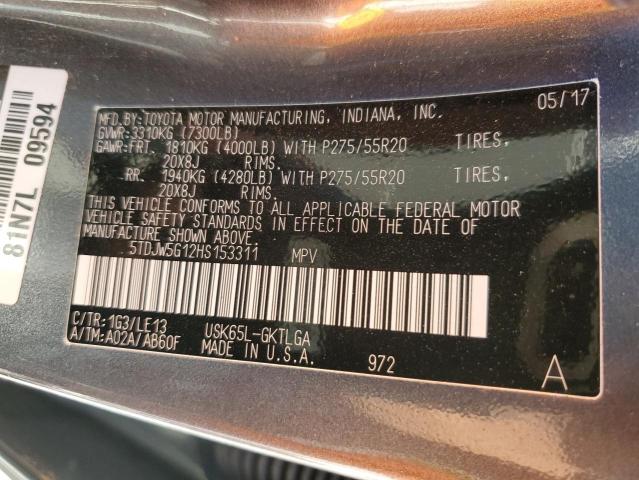 MFD.BY:TOYOTA MOTOR MANUFACTURING, INDIANA, INC. 05/17
GVWR:3310KG (7300LB)
GAWR:FRT. 1810KG (4000LB) WITH P275/55R20 TIRES,
20X8J RIMS.
RR. 1940KG (4280LB) WITH P275/55R20 TIRES,
20X8J RIMS.
THIS VEHICLE CONFORMS TO ALL APPLICABLE FEDERAL MOTOR
VEHICLE SAFETY STANDARDS IN EFFECT ON THE DATE OF
MANUFACTURE SHOWN ABOVE.
5TDJW5G12HS153311 MPV
C/TR:1G3/LE13 USK65L-GKTLGA
A/TM:A02A/AB60F MADE IN U.S.A. 972 A
81N7L 09594